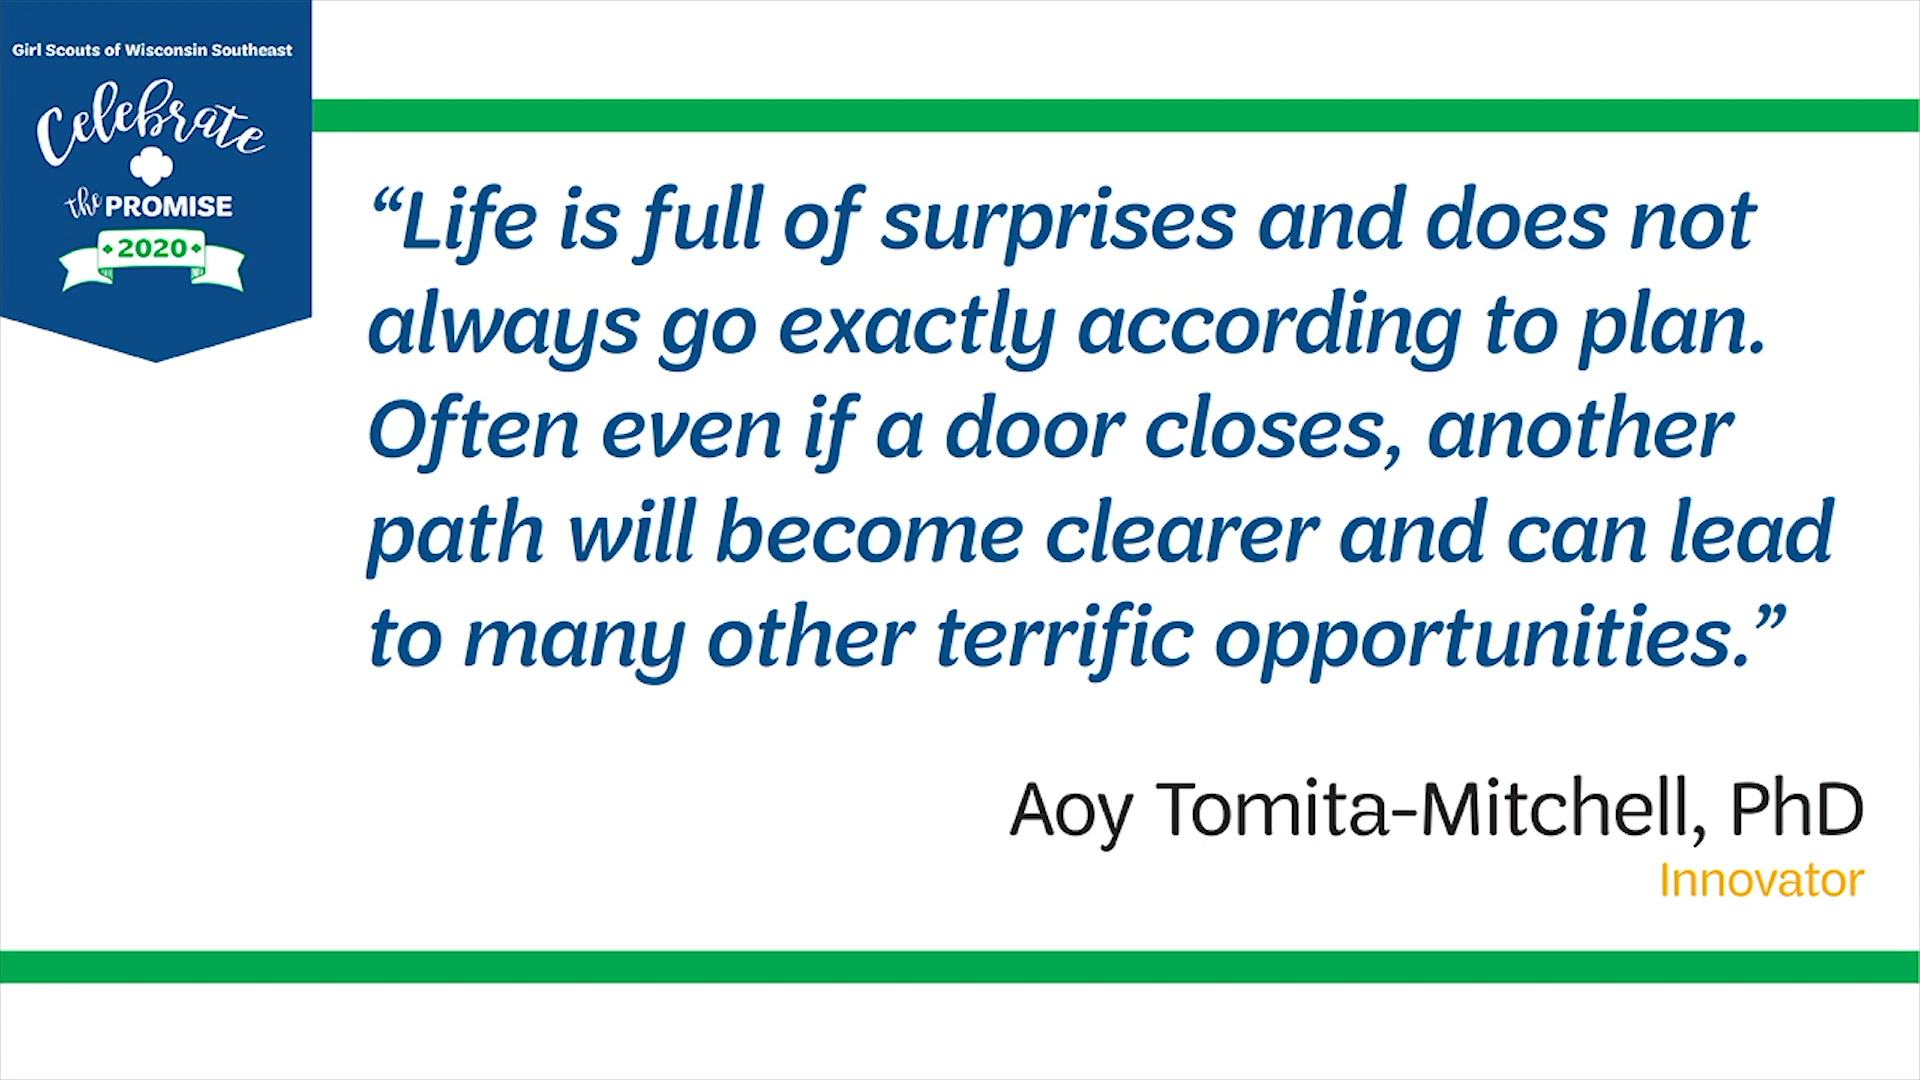 Girl Scouts of Wisconsin Southeast
Celebrate
the PROMISE
2020
“Life is full of surprises and does not
always go exactly according to plan.
Often even if a door closes, another
path will become clearer and can lead
to many other terrific opportunities.”
Aoy Tomita-Mitchell, PhD
Innovator